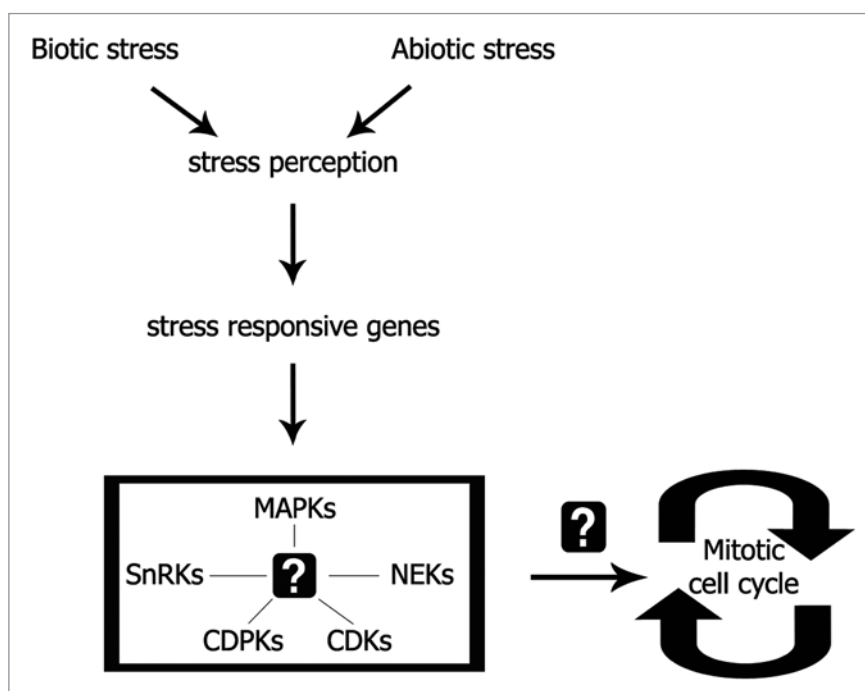 Biotic stress
Abiotic stress
stress perception
stress responsive genes
MAPKs
SnRKs
?
NEKs
CDPKs
CDKs
?
Mitotic
cell cycle